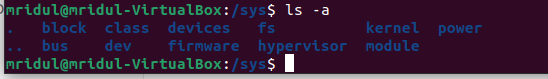 mridul@mridul-VirtualBox:/sys$ ls -a
.   block  class  devices   fs          kernel  power
..  bus    dev    firmware  hypervisor  module
mridul@mridul-VirtualBox:/sys$